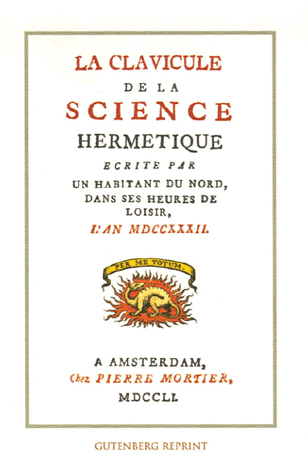 LA CLAVICULE
DE LA
SCIENCE
HERMETIQUE
ECRITE PAR
UN HABITANT DU NORD,
DANS SES HEURES DE
LOISIR,
L'AN MDCCXXXII.
PER ME TOTUM.
A AMSTERDAM,
Chez PIERRE MORTIER,
MDCCLI.
GUTENBERG REPRINT